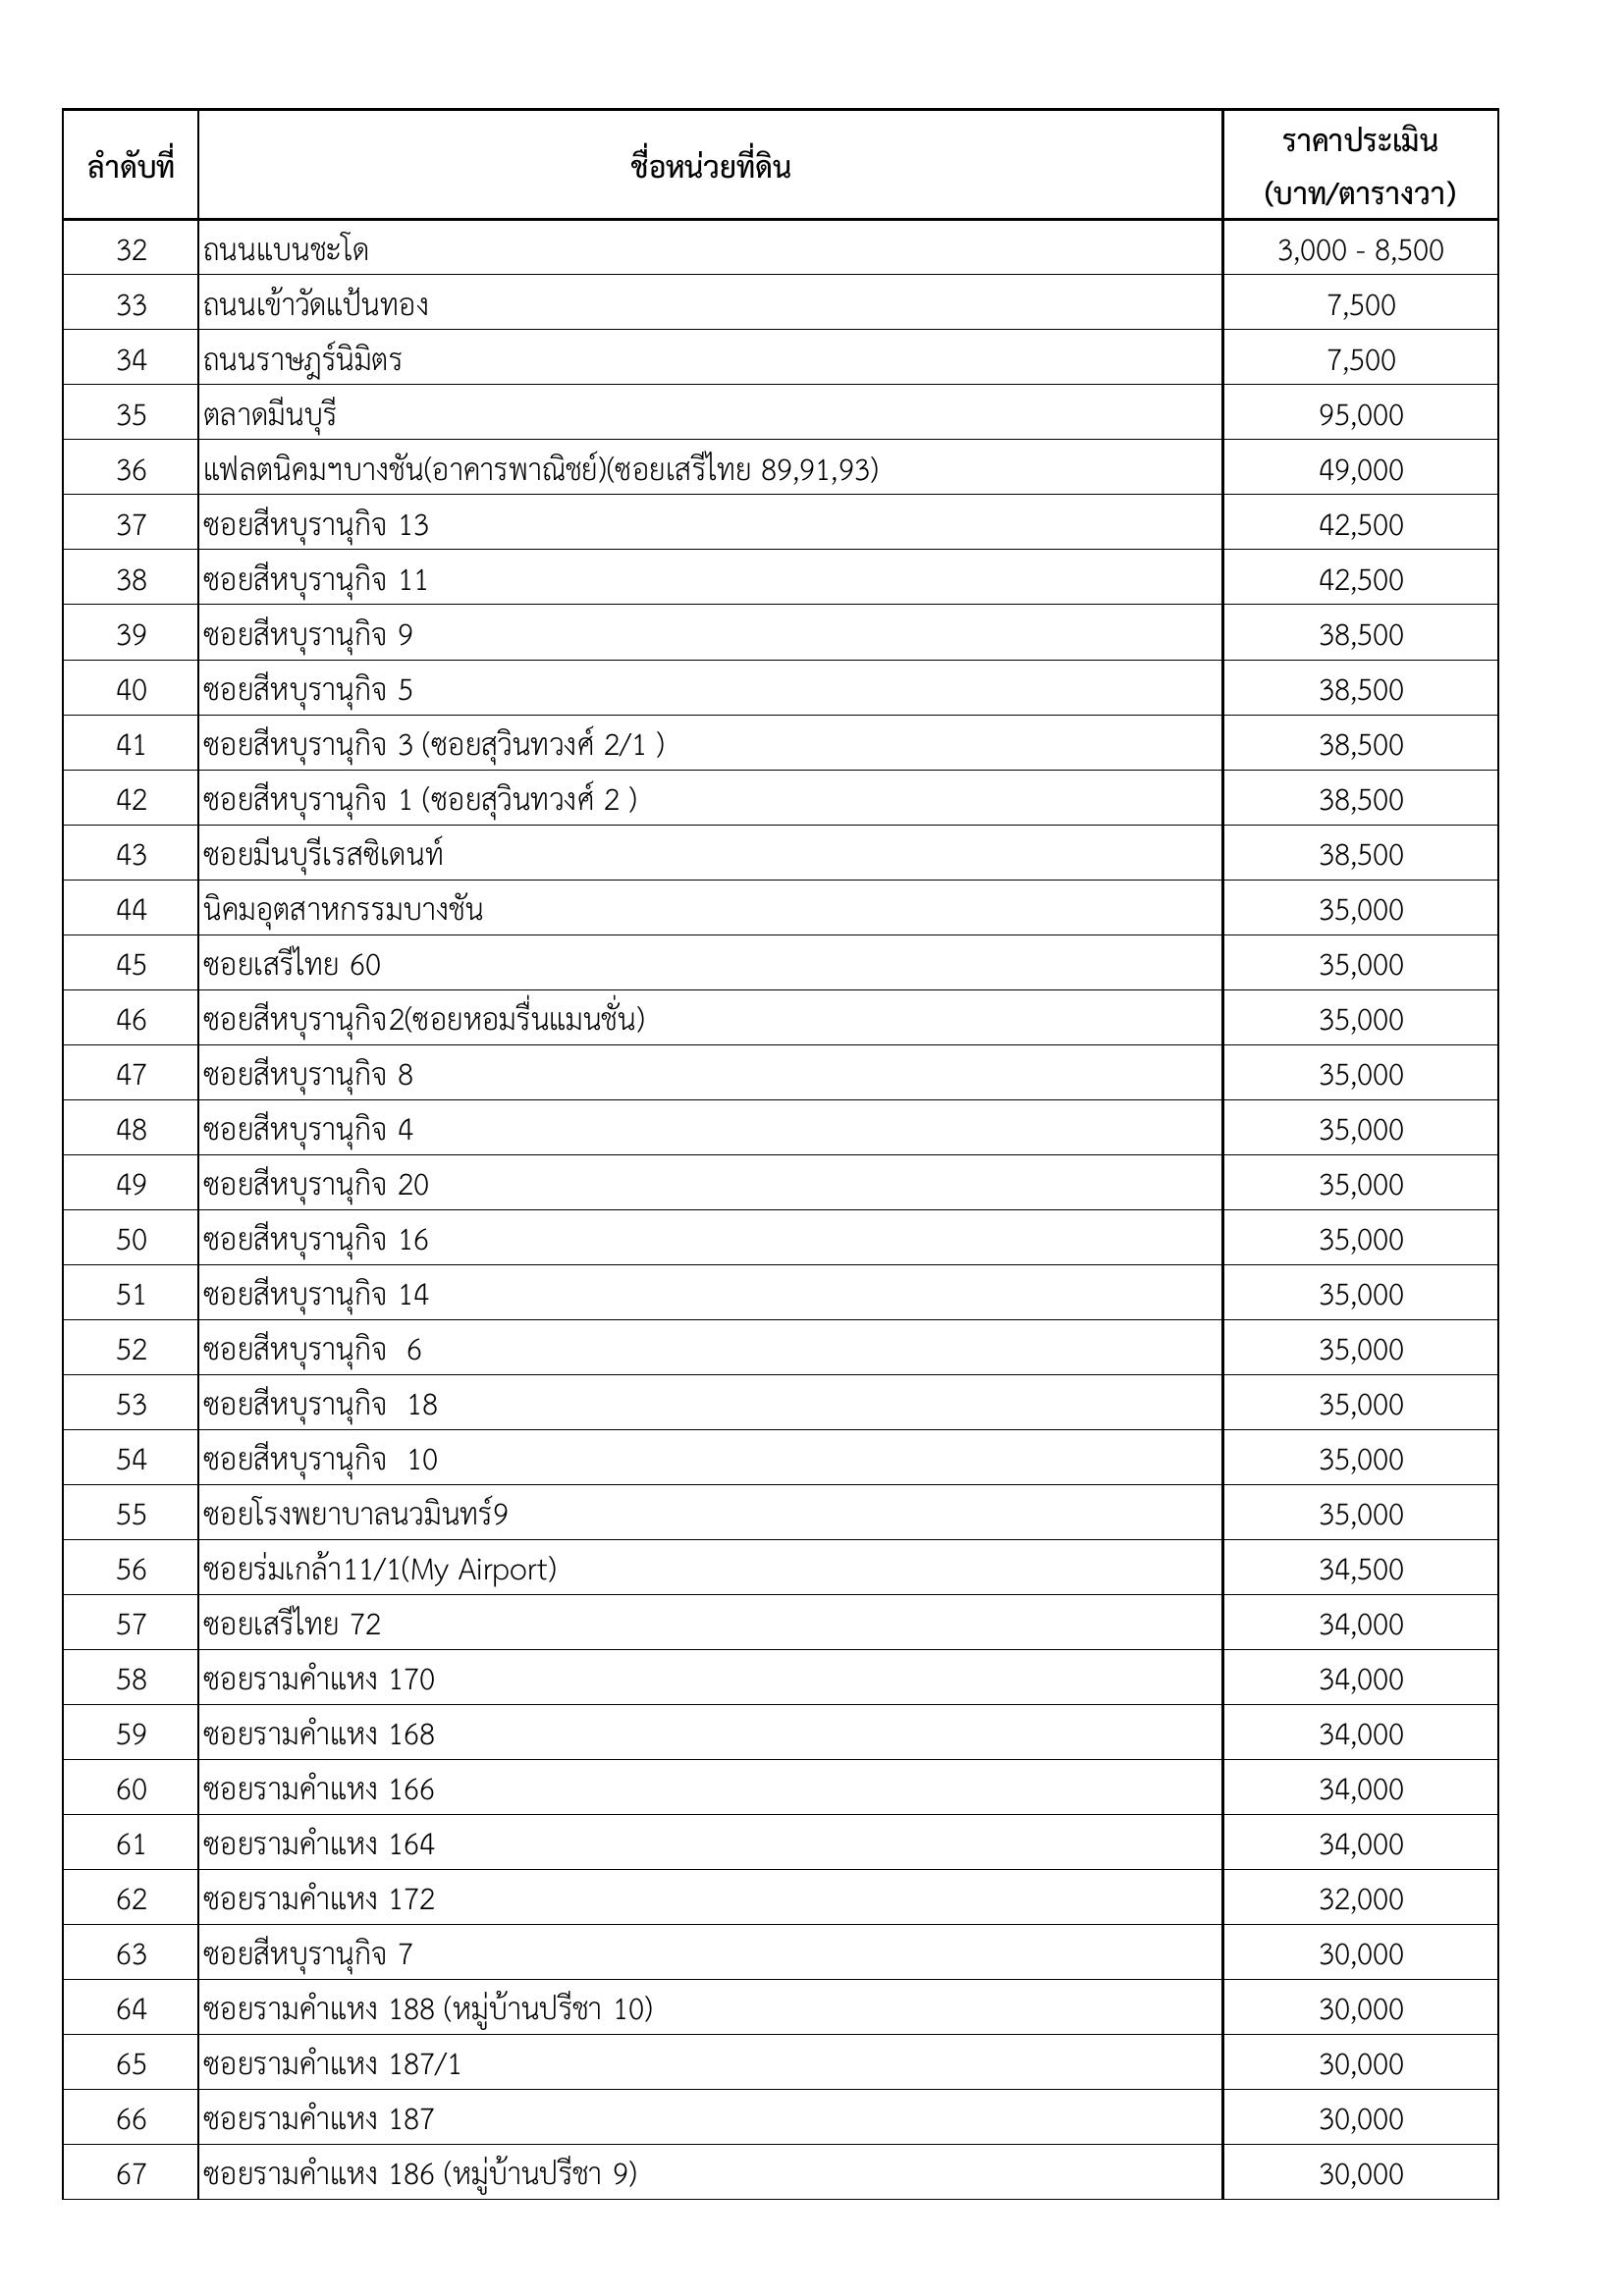 ลำดับที่ ชื่อหน่วยที่ดิน ราคาประเมิน
(บาท/ตารางวา)
32 ถนนแบนชะโด 3,000 - 8,500
33 ถนนเข้าวัดแป้นทอง 7,500
34 ถนนราษฎร์นิมิตร 7,500
35 ตลาดมีนบุรี 95,000
36 แฟลตนิคมฯบางชัน(อาคารพาณิชย์)(ซอยเสรีไทย 89,91,93) 49,000
37 ซอยสีหบุรานุกิจ 13 42,500
38 ซอยสีหบุรานุกิจ 11 42,500
39 ซอยสีหบุรานุกิจ 9 38,500
40 ซอยสีหบุรานุกิจ 5 38,500
41 ซอยสีหบุรานุกิจ 3 (ซอยสุวินทวงศ์ 2/1 ) 38,500
42 ซอยสีหบุรานุกิจ 1 (ซอยสุวินทวงศ์ 2 ) 38,500
43 ซอยมีนบุรีเรสซิเดนท์ 38,500
44 นิคมอุตสาหกรรมบางชัน 35,000
45 ซอยเสรีไทย 60 35,000
46 ซอยสีหบุรานุกิจ2(ซอยหอมรื่นแมนชั่น) 35,000
47 ซอยสีหบุรานุกิจ 8 35,000
48 ซอยสีหบุรานุกิจ 4 35,000
49 ซอยสีหบุรานุกิจ 20 35,000
50 ซอยสีหบุรานุกิจ 16 35,000
51 ซอยสีหบุรานุกิจ 14 35,000
52 ซอยสีหบุรานุกิจ  6 35,000
53 ซอยสีหบุรานุกิจ  18 35,000
54 ซอยสีหบุรานุกิจ  10 35,000
55 ซอยโรงพยาบาลนวมินทร์9 35,000
56 ซอยร่มเกล้า11/1(My Airport) 34,500
57 ซอยเสรีไทย 72 34,000
58 ซอยรามคำแหง 170 34,000
59 ซอยรามคำแหง 168 34,000
60 ซอยรามคำแหง 166 34,000
61 ซอยรามคำแหง 164 34,000
62 ซอยรามคำแหง 172 32,000
63 ซอยสีหบุรานุกิจ 7 30,000
64 ซอยรามคำแหง 188 (หมู่บ้านปรีชา 10) 30,000
65 ซอยรามคำแหง 187/1 30,000
66 ซอยรามคำแหง 187 30,000
67 ซอยรามคำแหง 186 (หมู่บ้านปรีชา 9) 30,000